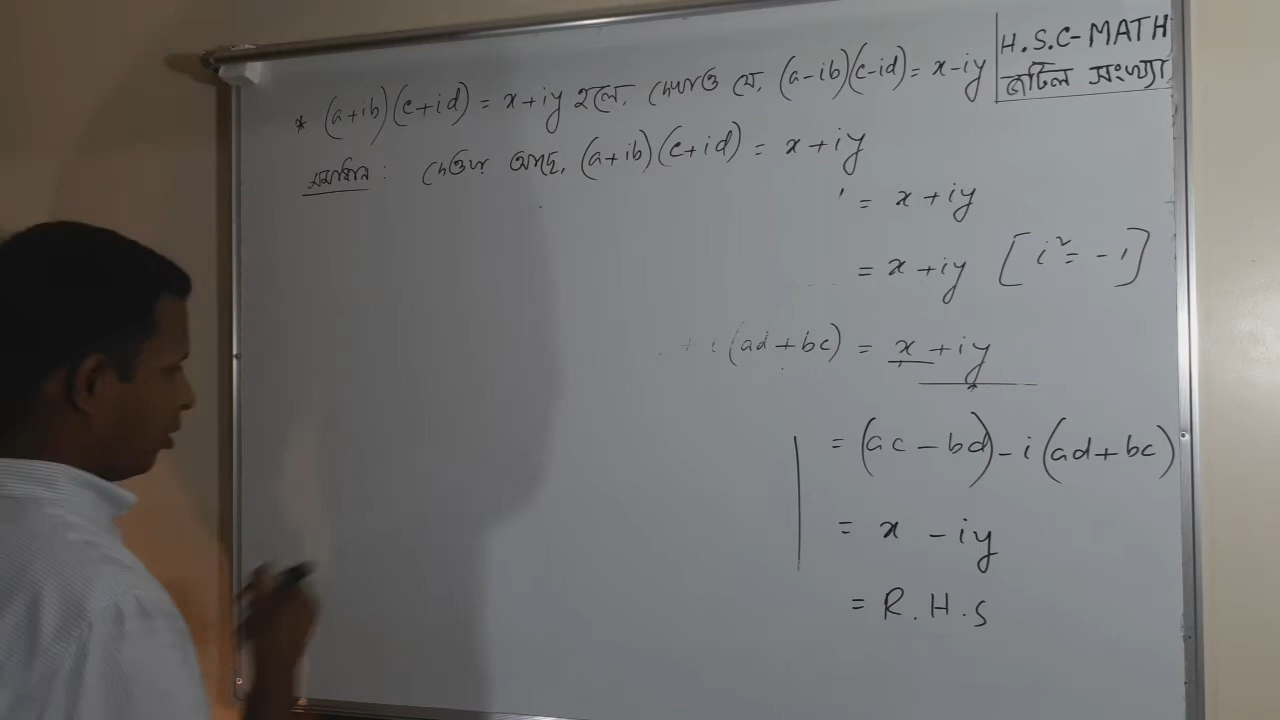 H.S.C-MATH
জটিল সংখ্যা
* (a+ib)(c+id) = x+iy হলে, দেখাও যে, (a-ib)(c-id) = x-iy
সমাধান : দেওয়া আছে, (a+ib)(c+id) = x+iy
= x+iy
= x+iy [i² = -1]
+ i(ad+bc) = x+iy
= (ac-bd)-i(ad+bc)
= x -iy
= R.H.S